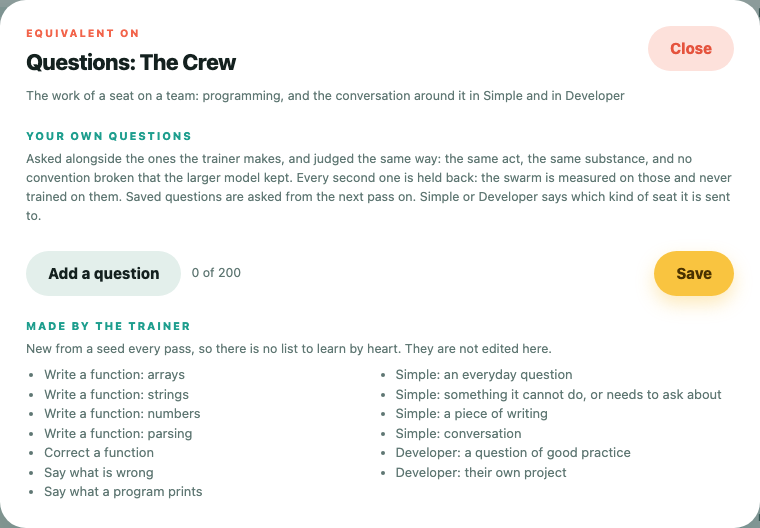 EQUIVALENT ON
Questions: The Crew
Close
The work of a seat on a team: programming, and the conversation around it in Simple and in Developer
YOUR OWN QUESTIONS
Asked alongside the ones the trainer makes, and judged the same way: the same act, the same substance, and no
convention broken that the larger model kept. Every second one is held back: the swarm is measured on those and never
trained on them. Saved questions are asked from the next pass on. Simple or Developer says which kind of seat it is sent
to.
Add a question
0 of 200
Save
MADE BY THE TRAINER
New from a seed every pass, so there is no list to learn by heart. They are not edited here.
• Write a function: arrays
• Write a function: strings
• Write a function: numbers
• Write a function: parsing
• Correct a function
• Say what is wrong
• Say what a program prints
• Simple: an everyday question
• Simple: something it cannot do, or needs to ask about
• Simple: a piece of writing
• Simple: conversation
• Developer: a question of good practice
• Developer: their own project